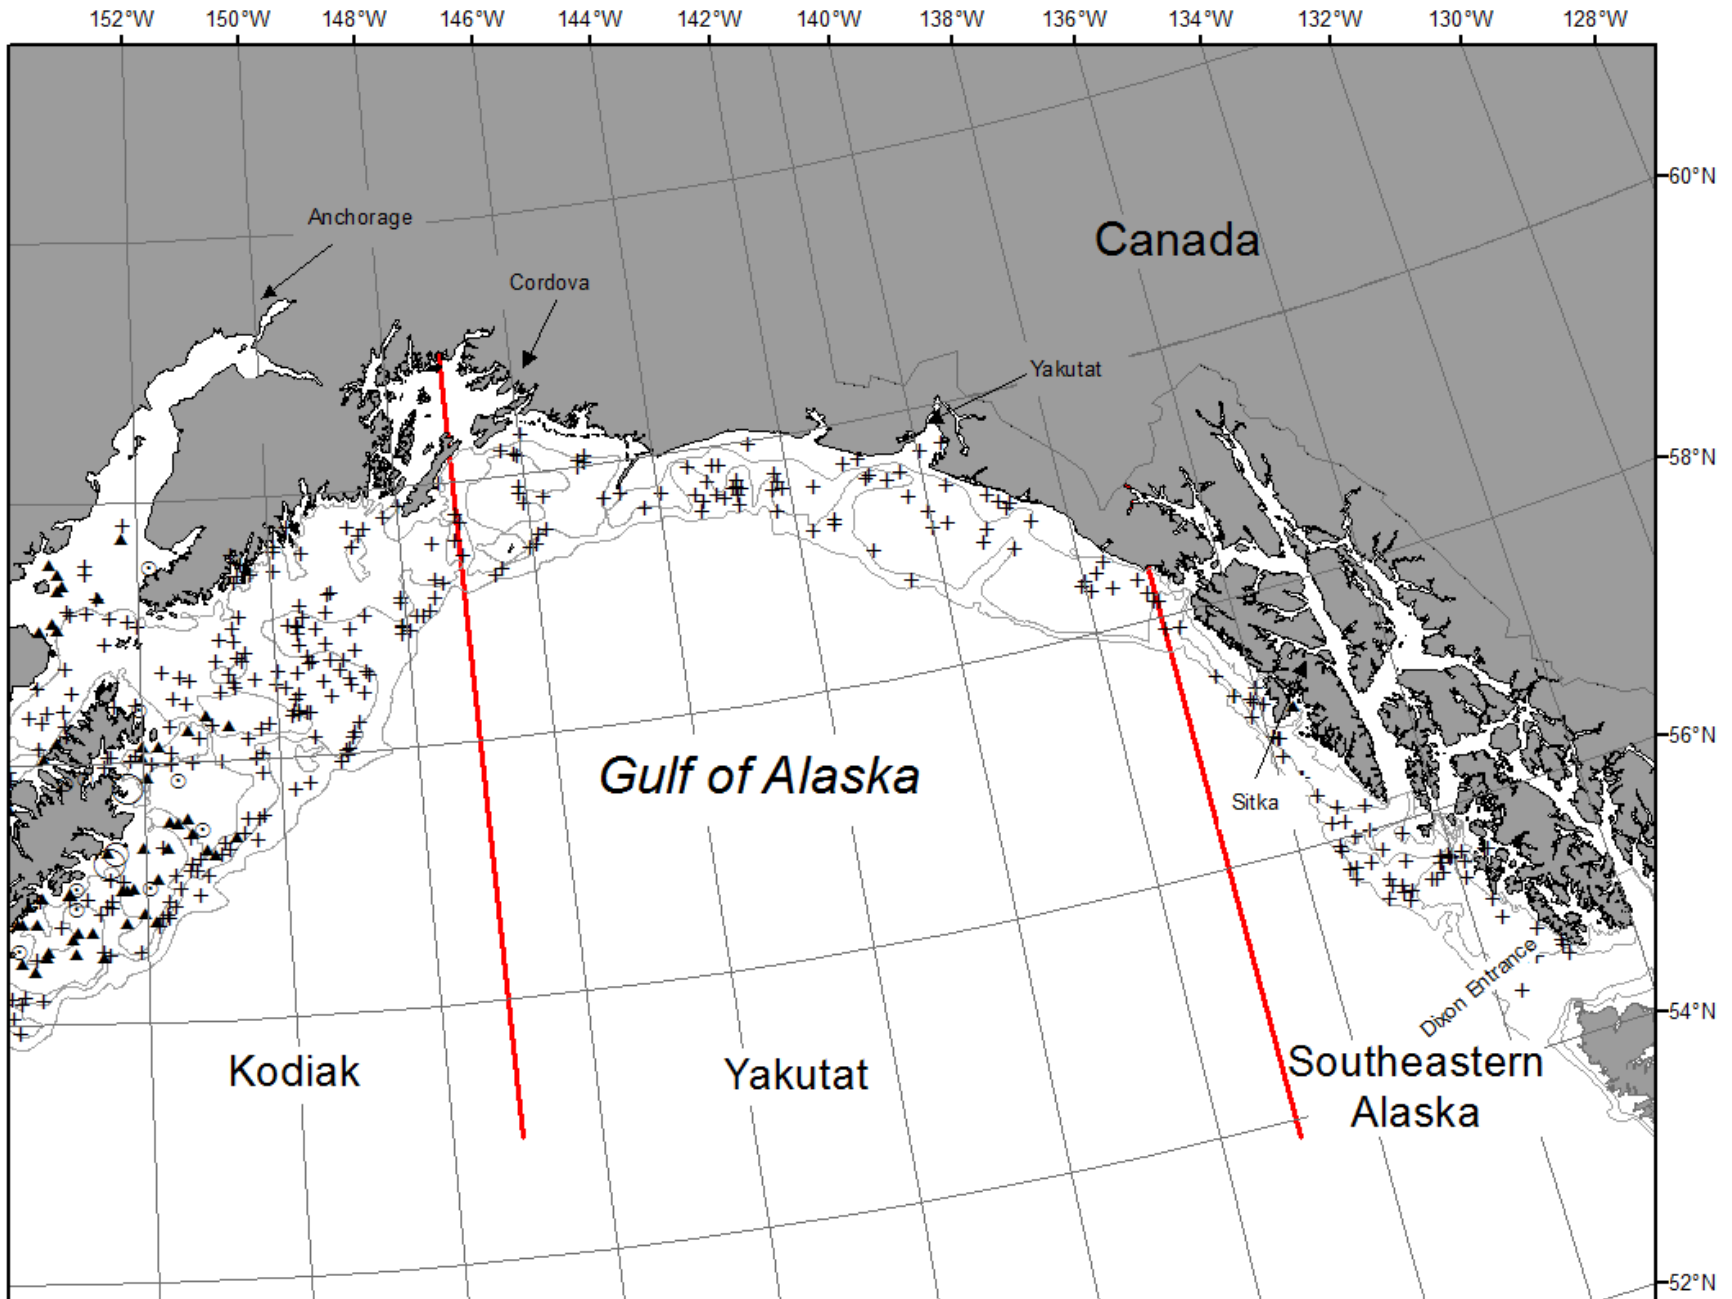 152°W 150°W 148°W 146°W 144°W 142°W 140°W 138°W 136°W 134°W 132°W 130°W 128°W
60°N
Anchorage
Canada
Cordova
Yakutat
58°N
56°N
Gulf of Alaska
Sitka
Dixon Entrance
54°N
Kodiak
Yakutat
Southeastern
Alaska
52°N